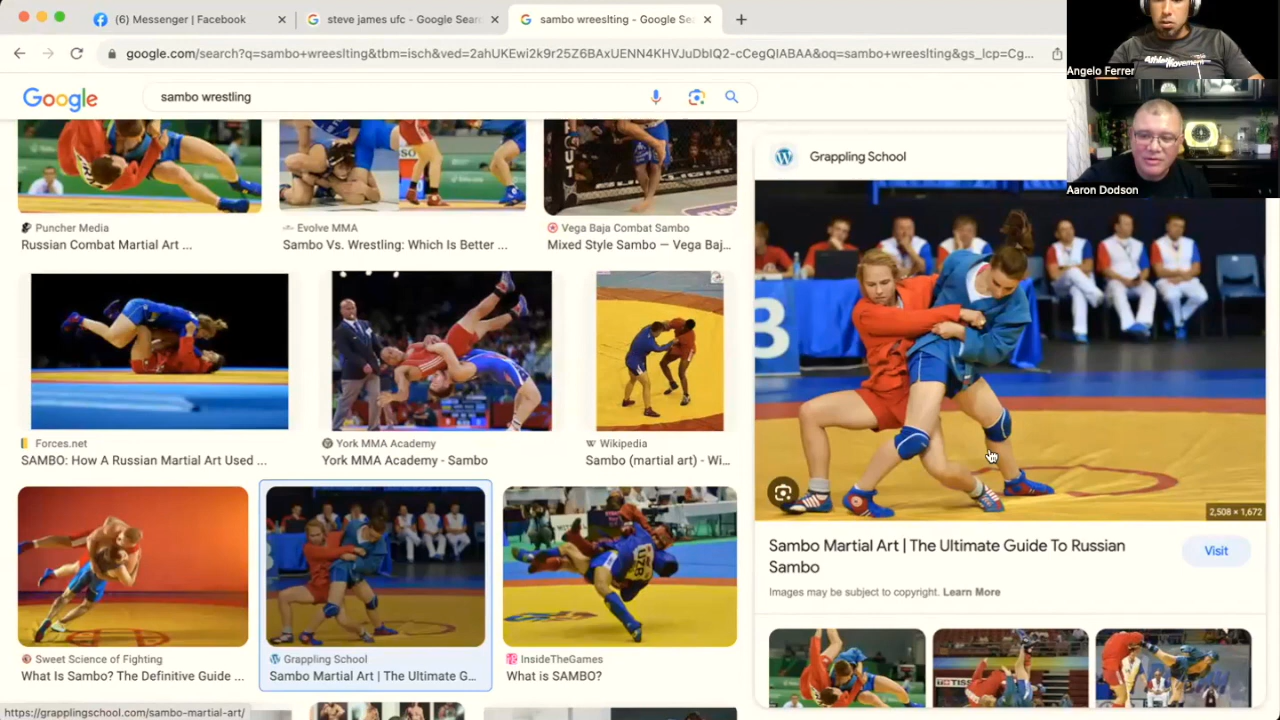 (6) Messenger | Facebook
steve james ufc - Google Sear
sambo wreeslting - Google Se
google.com/search?q=sambo+wreeslting&tbm=isch&ved=2ahUKEwi2k9r25Z6BAxUENN4KHVJuDbIQ2-cCegQIABAA&oq=sambo+wreeslting&gs_lcp=Cg...
Angelo Ferrer
Aaron Dodson
Google
sambo wrestling
Grappling School
Puncher Media
Russian Combat Martial Art ...
Evolve MMA
Sambo Vs. Wrestling: Which Is Better ...
Vega Baja Combat Sambo
Mixed Style Sambo — Vega Baj...
8
Forces.net
SAMBO: How A Russian Martial Art Used ...
York MMA Academy
York MMA Academy - Sambo
Wikipedia
Sambo (martial art) - Wi...
2,508 × 1,672
Sambo Martial Art | The Ultimate Guide To Russian
Sambo
Visit
Images may be subject to copyright. Learn More
Sweet Science of Fighting
What Is Sambo? The Definitive Guide ...
Grappling School
Sambo Martial Art | The Ultimate G...
InsideTheGames
What is SAMBO?
https://grapplingschool.com/sambo-martial-art/